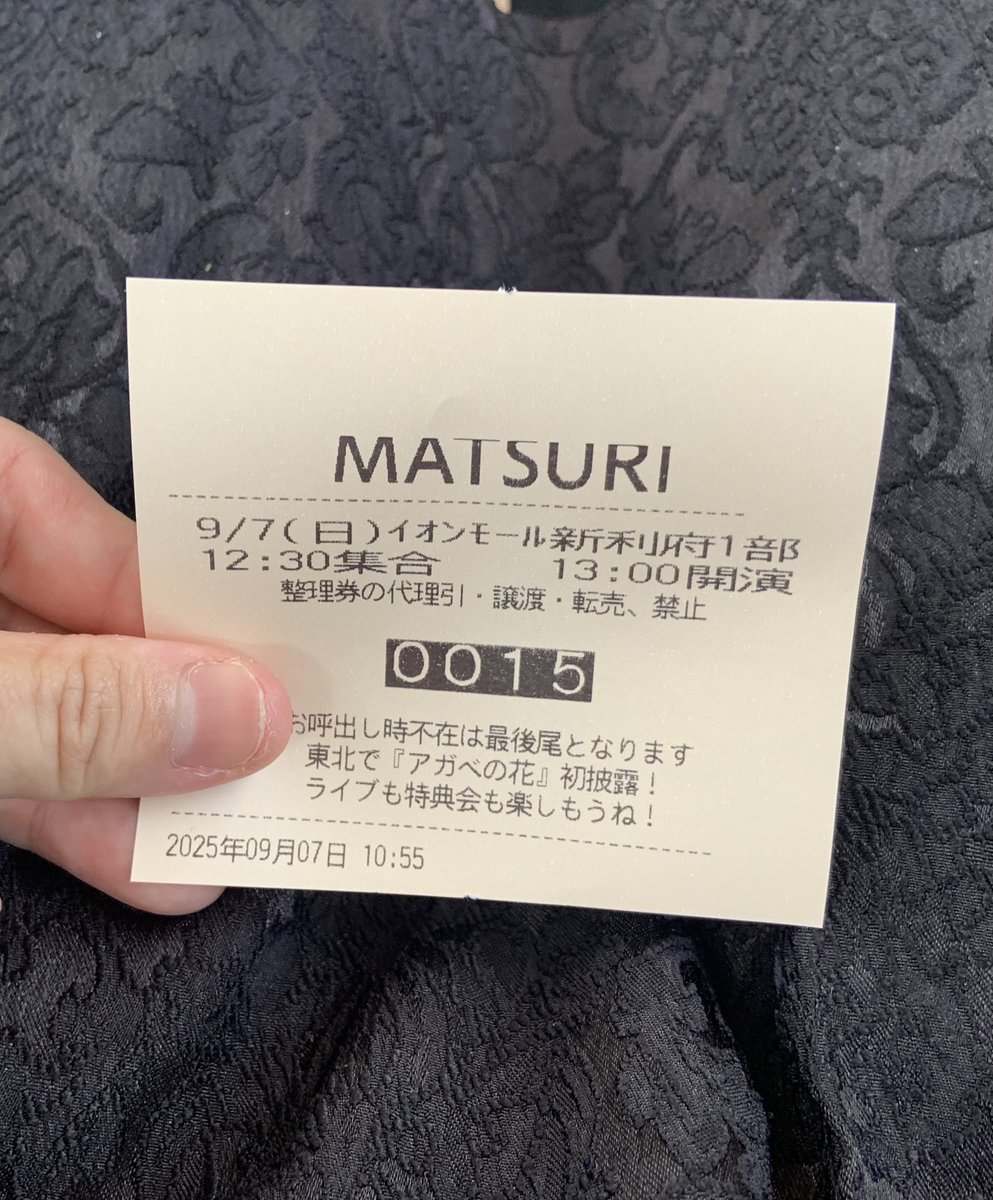 MATSURI
9/7(日)イオンモール新利府1部
12:30集合 13:00開演
整理券の代理引・譲渡・転売、禁止
0015
お呼出し時不在は最後尾となります
東北で『アガベの花』初披露!
ライブも特典会も楽しもうね!
2025年09月07日 10:55